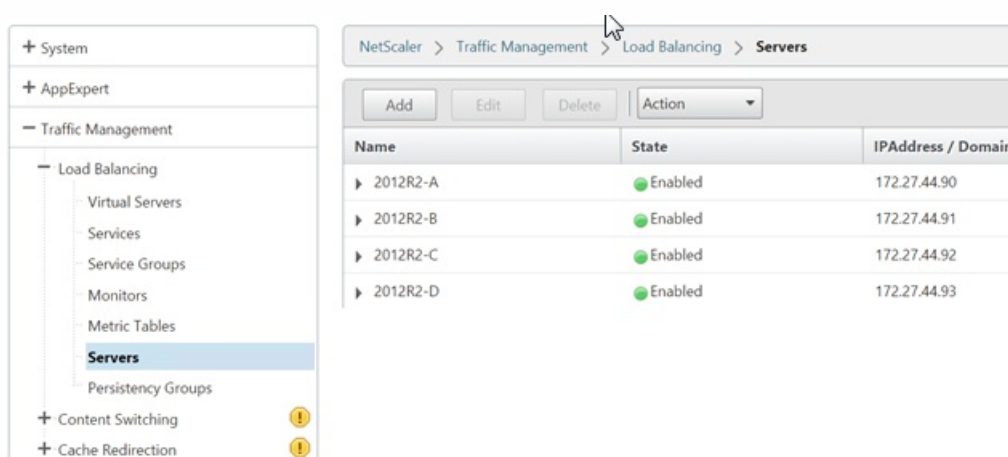 System
AppExpert
Traffic Management
Load Balancing
Virtual Servers
Services
Service Groups
Monitors
Metric Tables
Servers
Persistency Groups
Content Switching
Cache Redirection
NetScaler > Traffic Management > Load Balancing > Servers
Add Edit Delete Action
Name State IPAddress / Domain
2012R2-A Enabled 172.27.44.90
2012R2-B Enabled 172.27.44.91
2012R2-C Enabled 172.27.44.92
2012R2-D Enabled 172.27.44.93